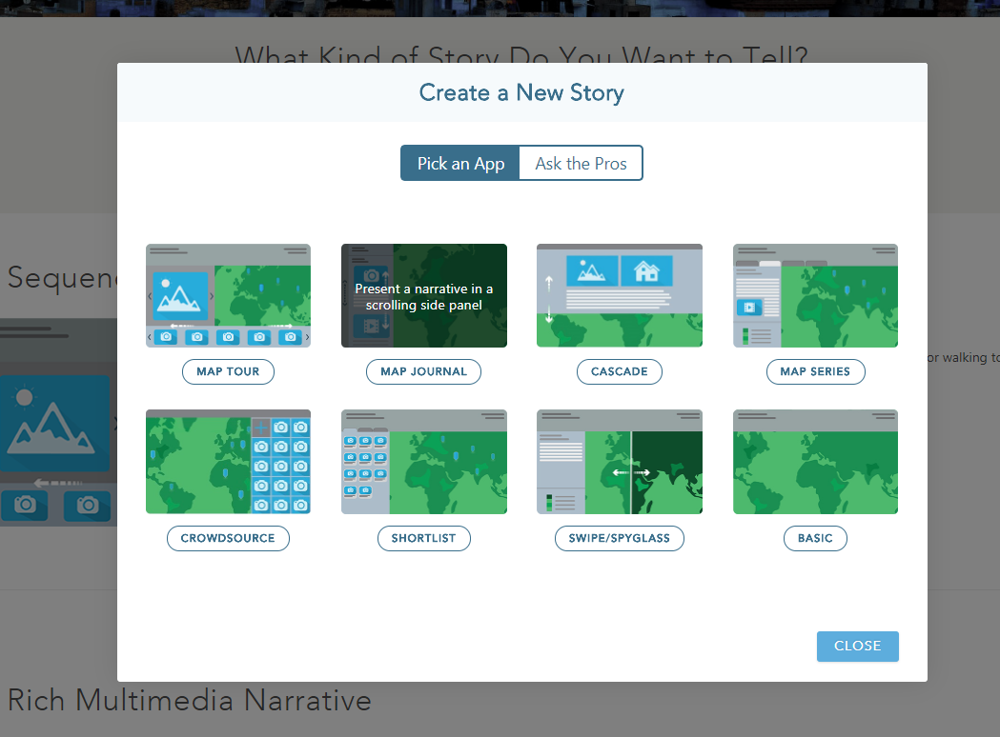 What Kind of Story Do You Want to Tell?
Create a New Story
Pick an App
Ask the Pros
Present a narrative in a
scrolling side panel
MAP TOUR
MAP JOURNAL
CASCADE
MAP SERIES
CROWDSOURCE
SHORTLIST
SWIPE/SPYGLASS
BASIC
CLOSE
or walking
Rich Multimedia Narrative